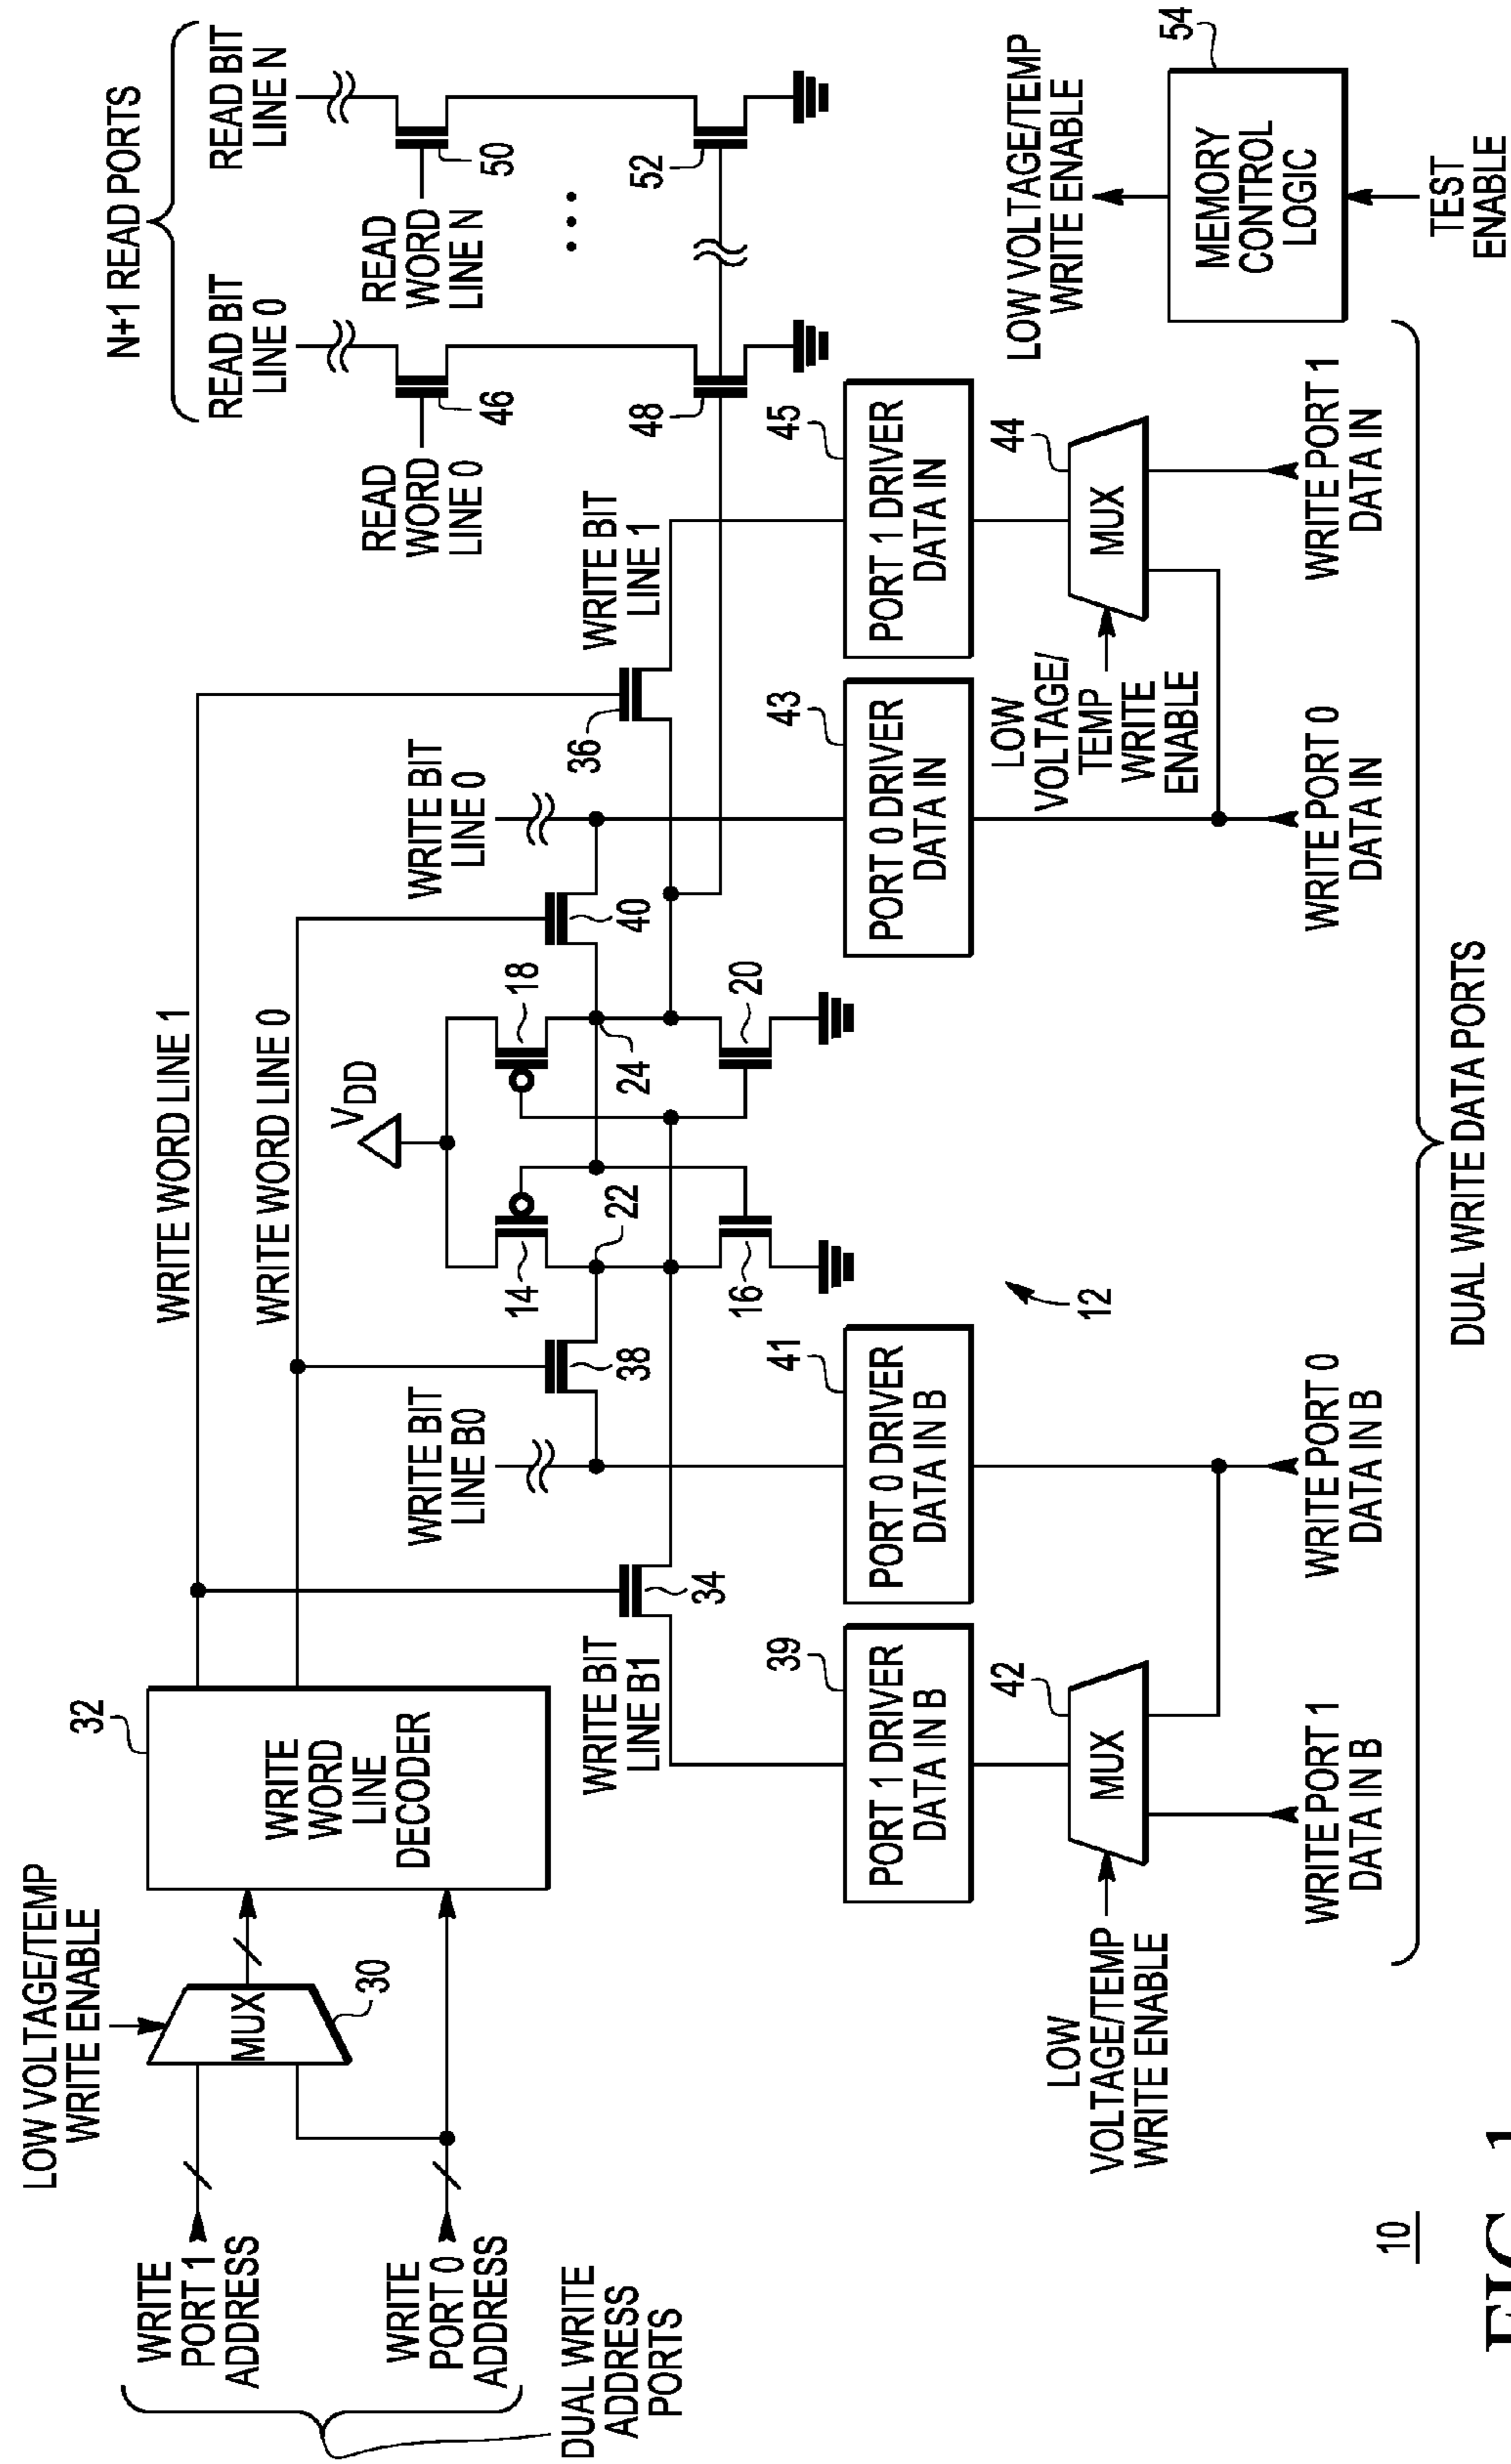 LOW VOLTAGE/TEMP
WRITE ENABLE
WRITE
PORT 1
ADDRESS
WRITE
PORT 0
ADDRESS
DUAL WRITE
ADDRESS
PORTS
MUX
30
32
WRITE
WORD
LINE
DECODER
WRITE WORD LINE 1
WRITE WORD LINE 0
VDD
WRITE BIT
LINE B1
34
WRITE BIT
LINE B0
38
14
22
16
18
24
20
40
WRITE BIT
LINE 0
36
WRITE BIT
LINE 1
12
N+1 READ PORTS
READ BIT
LINE 0
READ BIT
LINE N
READ
WORD
LINE 0
46
48
READ
WORD
LINE N
50
52
39
PORT 1 DRIVER
DATA IN B
41
PORT 0 DRIVER
DATA IN B
43
PORT 0 DRIVER
DATA IN
45
PORT 1 DRIVER
DATA IN
LOW
VOLTAGE/TEMP
WRITE ENABLE
42
MUX
LOW
VOLTAGE/
TEMP
WRITE
ENABLE
44
MUX
WRITE PORT 1
DATA IN B
WRITE PORT 0
DATA IN B
WRITE PORT 0
DATA IN
WRITE PORT 1
DATA IN
DUAL WRITE DATA PORTS
LOW VOLTAGE/TEMP
WRITE ENABLE
54
MEMORY
CONTROL
LOGIC
TEST
ENABLE
10